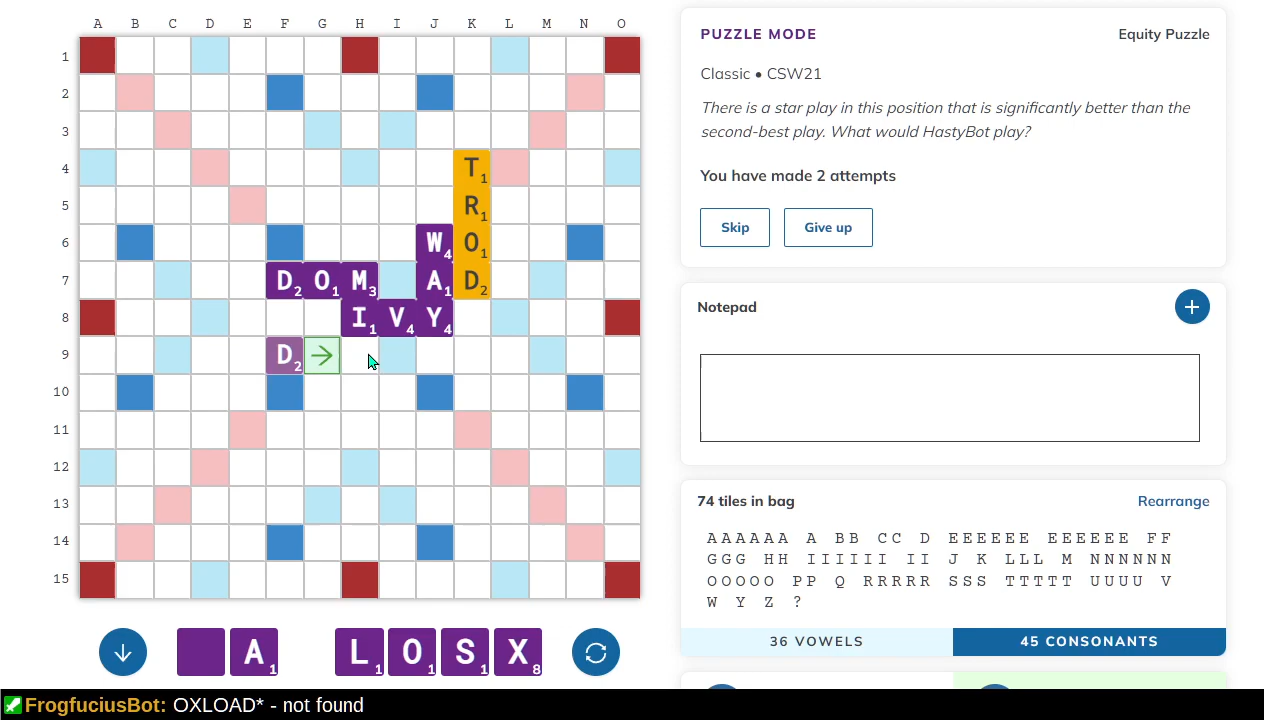 A B C D E F G H I J K L M N O
PUZZLE MODE Equity Puzzle
1
Classic • CSW21
2
There is a star play in this position that is significantly better than the
3
second-best play. What would HastyBot play?
4 T1
You have made 2 attempts
5 R1
Skip Give up
6 W4 O1
7 D2 O1 M3 A1 D2
Notepad
8 I1 V4 Y4
9 D2
10
11
12
13
74 tiles in bag Rearrange
14
AAAAAA A BB CC D EEEEEE EEEEEE FF
GGG HH IIIIII II J K LLL M NNNNNN
15
OOOOO PP Q RRRRR SSS TTTTT UUUU V
W Y Z ?
36 VOWELS 45 CONSONANTS
A1 L1 O1 S1 X8
FrogfuciusBot: OXLOAD* - not found